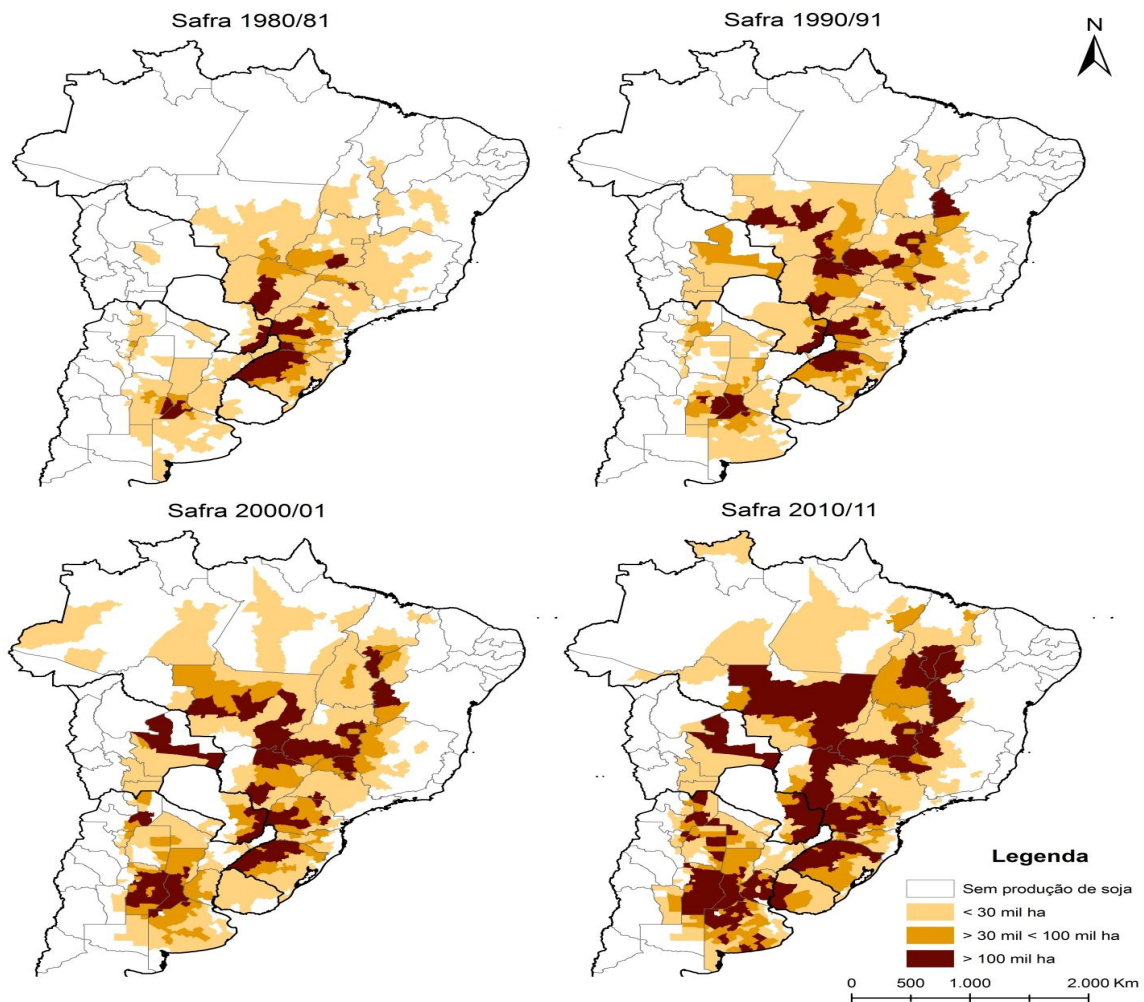 Safra 1980/81
Safra 1990/91
N
Safra 2000/01
Safra 2010/11
Legenda
Sem produção de soja
< 30 mil ha
> 30 mil < 100 mil ha
> 100 mil ha
0 500 1.000 2.000 Km